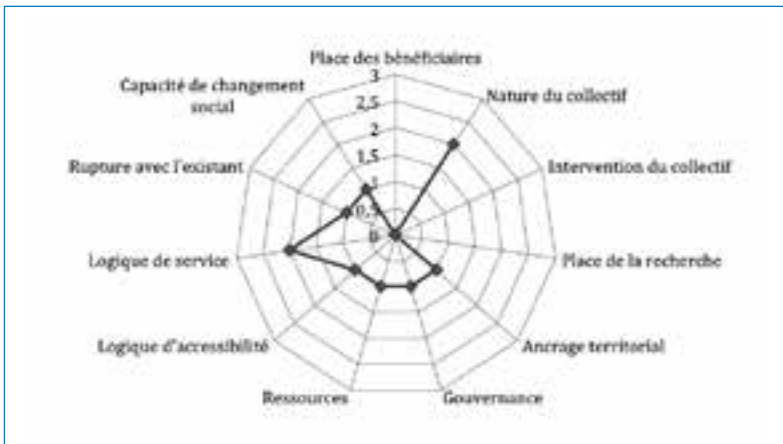 Place des bénéficiaires
Capacité de changement
social
Nature du collectif
Rupture avec l'existant
Intervention du collectif
Logique de service
Place de la recherche
Logique d'accessibilité
Ancrage territorial
Ressources
Gouvernance
3
2,5
2
1,5
1
0,5
0